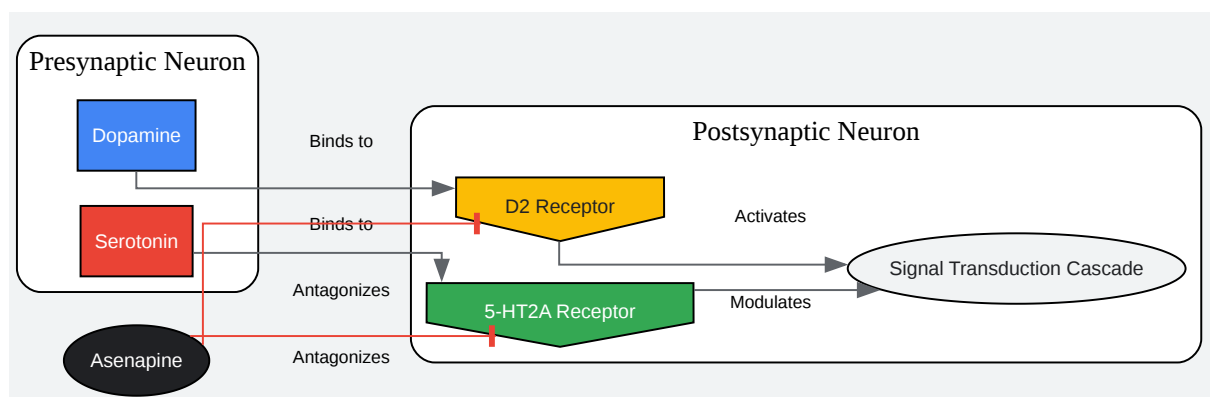 Presynaptic Neuron
Dopamine
Serotonin
Asenapine
Binds to
Binds to
Antagonizes
Antagonizes
Postsynaptic Neuron
D2 Receptor
5-HT2A Receptor
Activates
Modulates
Signal Transduction Cascade